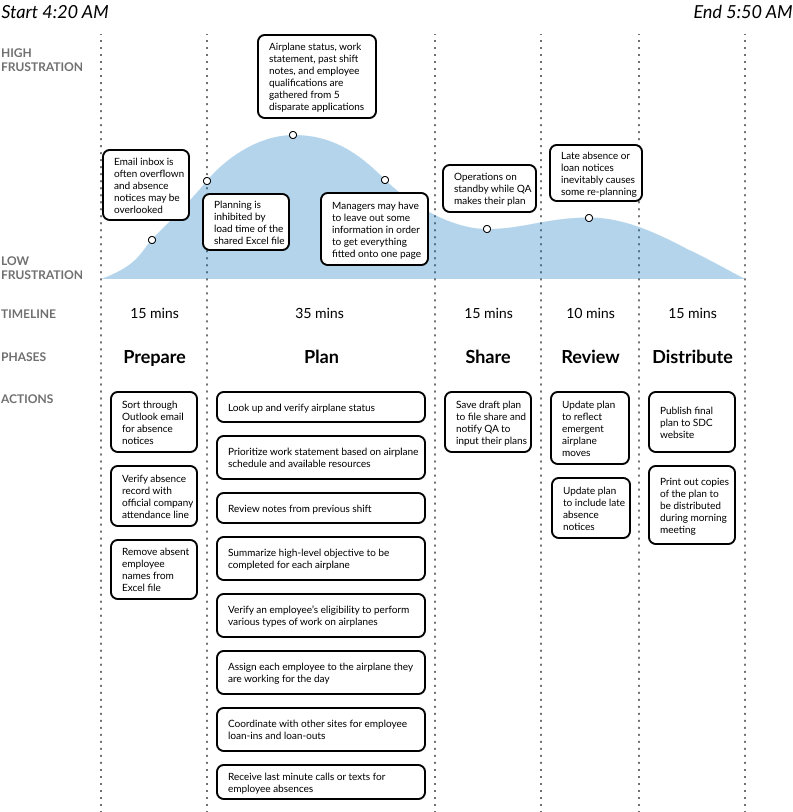 Start 4:20 AM
End 5:50 AM
HIGH
FRUSTRATION
Airplane status, work
statement, past shift
notes, and employee
qualifications are
gathered from 5
disparate applications
Email inbox is
often overflown
and absence
notices may be
overlooked
Planning is
inhibited by
load time of the
shared Excel file
Managers may have
to leave out some
information in order
to get everything
fitted onto one page
Operations on
standby while QA
makes their plan
Late absence or
loan notices
inevitably causes
some re-planning
LOW
FRUSTRATION
TIMELINE
15 mins
35 mins
15 mins
10 mins
15 mins
PHASES
Prepare
Plan
Share
Review
Distribute
ACTIONS
Sort through
Outlook email
for absence
notices
Verify absence
record with
official company
attendance line
Remove absent
employee
names from
Excel file
Look up and verify airplane status
Prioritize work statement based on airplane
schedule and available resources
Review notes from previous shift
Summarize high-level objective to be
completed for each airplane
Verify an employee's eligibility to perform
various types of work on airplanes
Assign each employee to the airplane they
are working for the day
Coordinate with other sites for employee
loan-ins and loan-outs
Receive last minute calls or texts for
employee absences
Save draft plan
to file share and
notify QA to
input their plans
Update plan
to reflect
emergent
airplane
moves
Update plan
to include late
absence
notices
Publish final
plan to SDC
website
Print out copies
of the plan to
be distributed
during morning
meeting